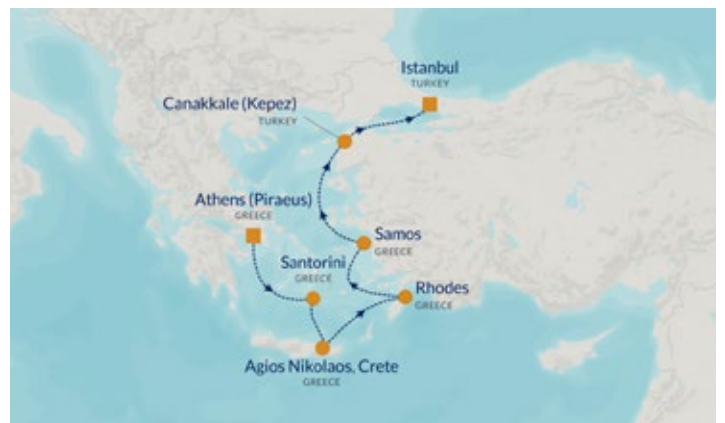 Istanbul
TURKEY
Canakkale (Kepez)
TURKEY
Athens (Piraeus)
GREECE
Samos
GREECE
Santorini
GREECE
Rhodes
GREECE
Agios Nikolaos, Crete
GREECE